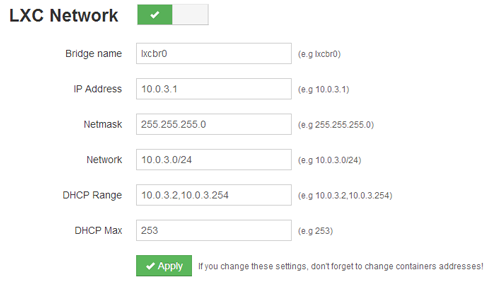 LXC Network
Bridge name lxcbr0 (e.g lxcbr0)
IP Address 10.0.3.1 (e.g 10.0.3.1)
Netmask 255.255.255.0 (e.g 255.255.255.0)
Network 10.0.3.0/24 (e.g 10.0.3.0/24)
DHCP Range 10.0.3.2,10.0.3.254 (e.g 10.0.3.2,10.0.3.254)
DHCP Max 253 (e.g 253)
Apply If you change these settings, don't forget to change containers addresses!